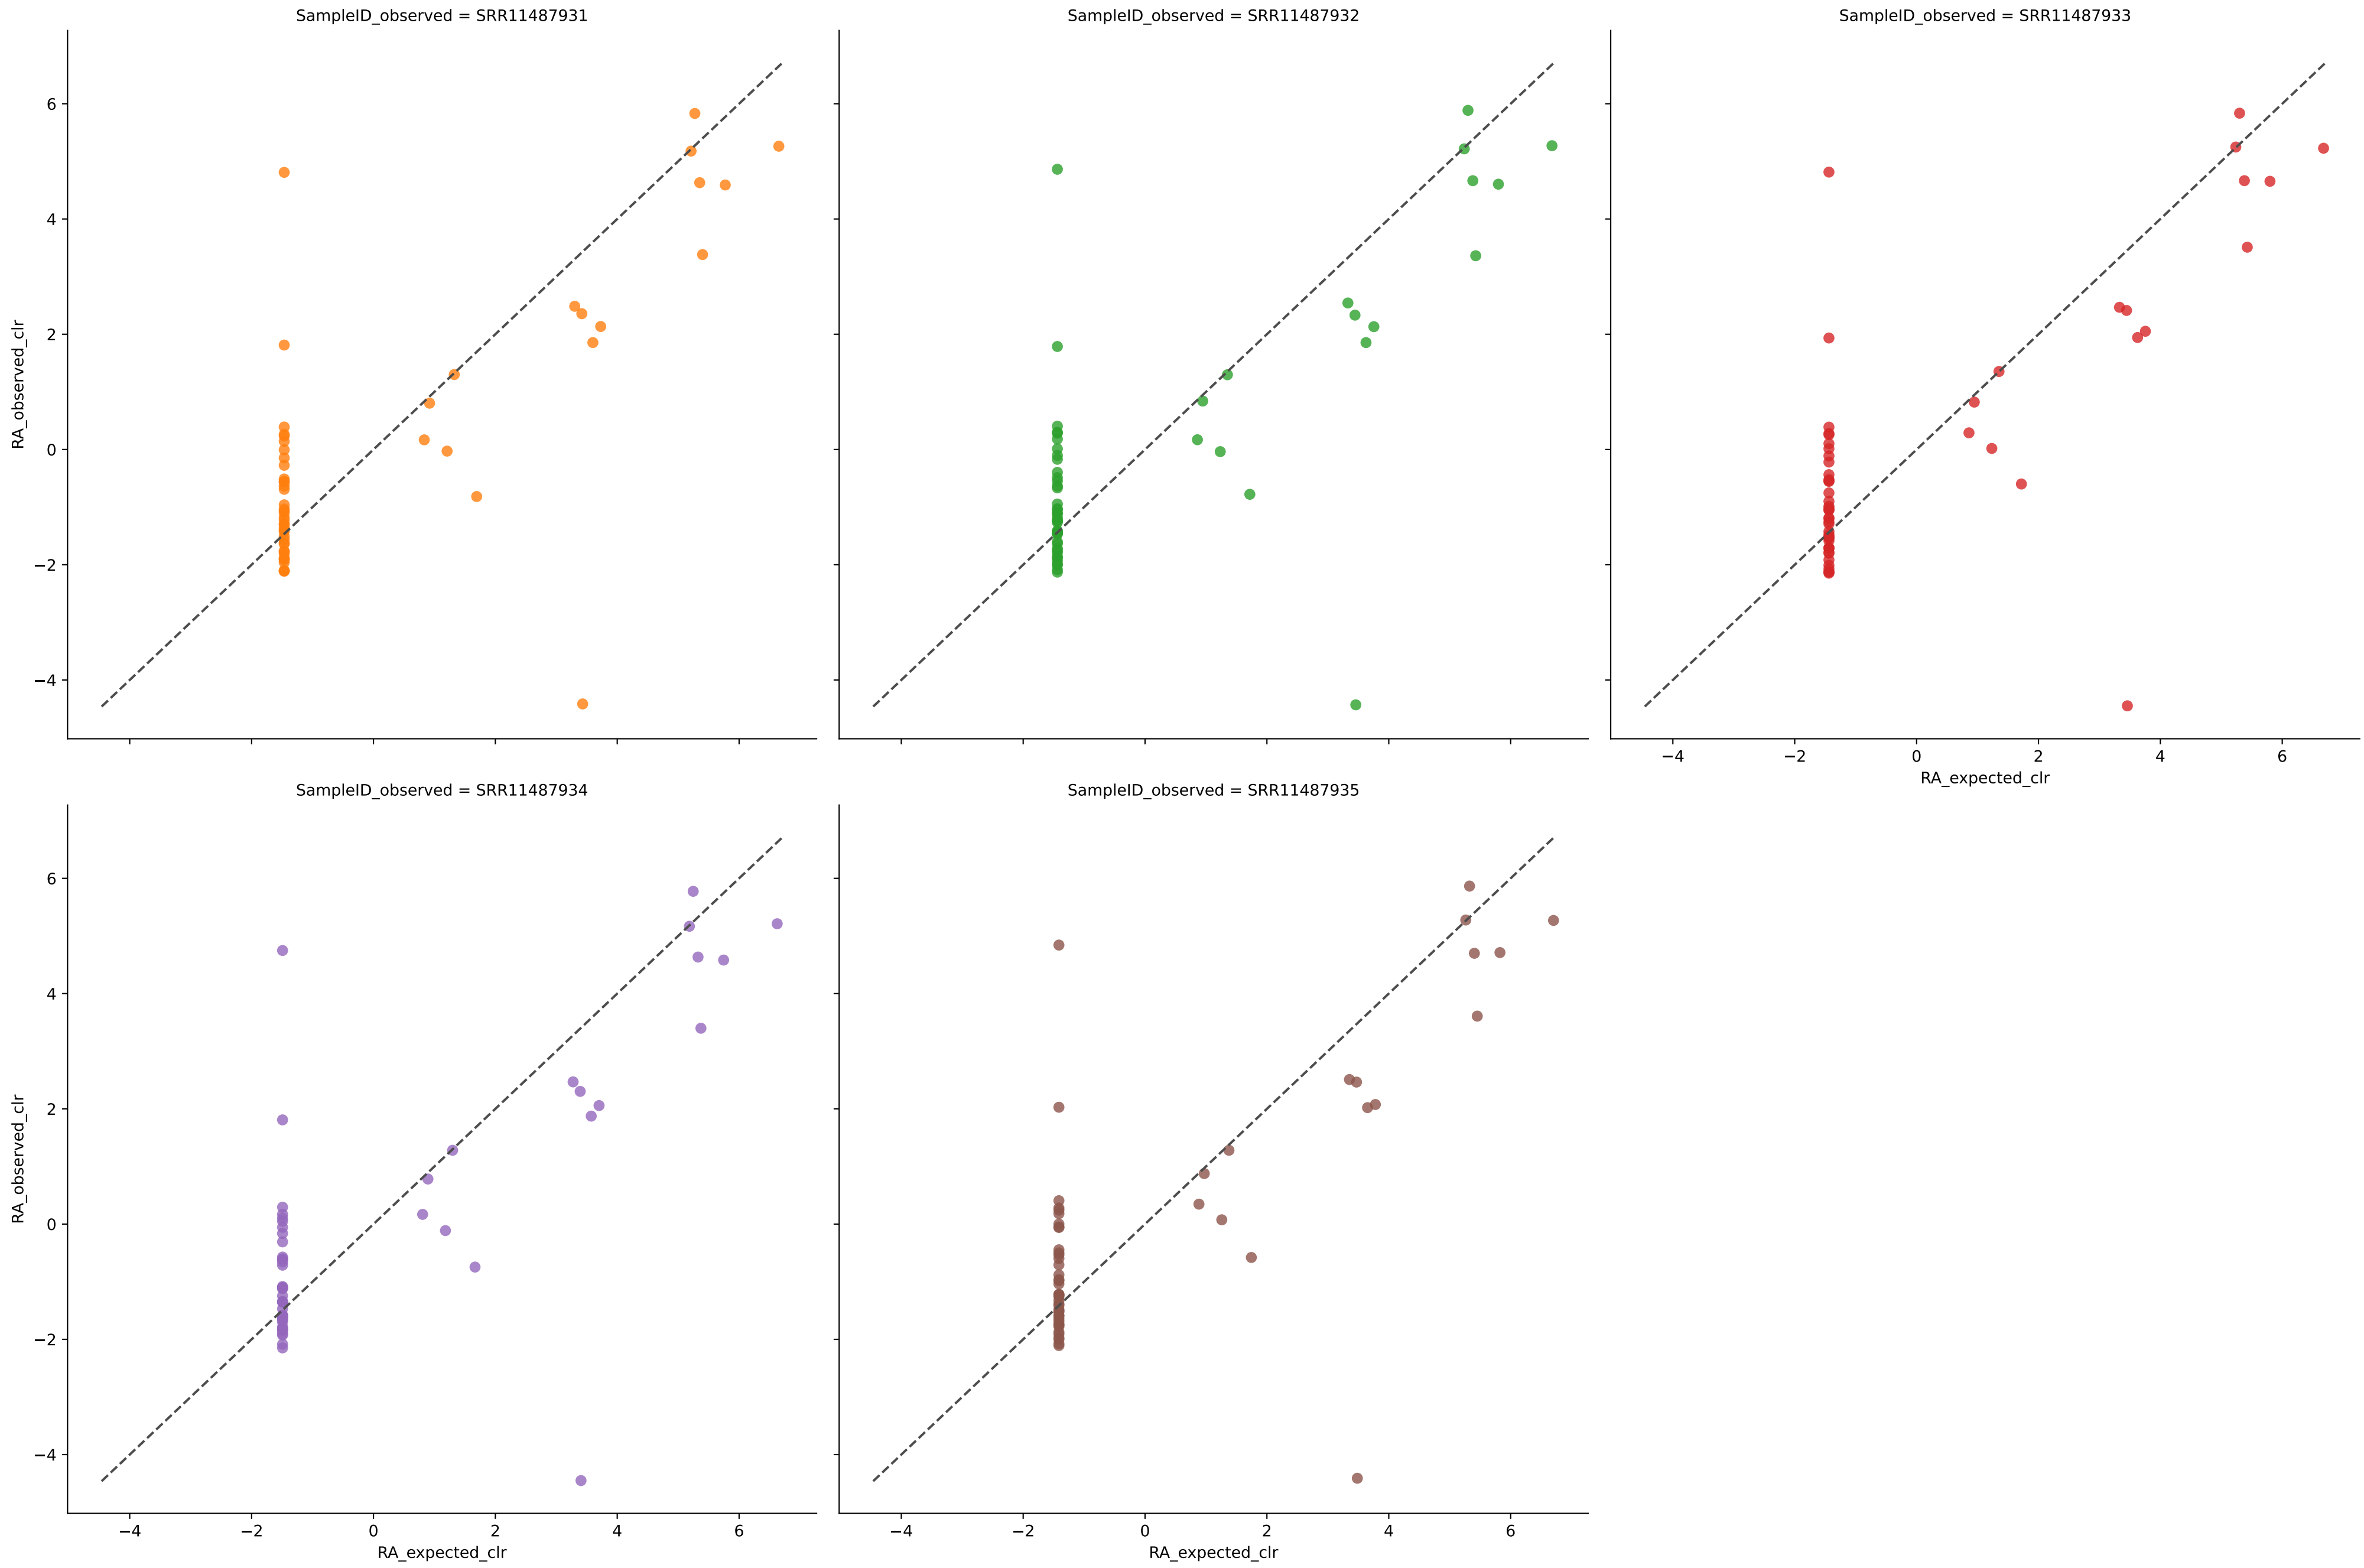 SampleID_observed = SRR11487931
SampleID_observed = SRR11487932
SampleID_observed = SRR11487933
RA_observed_clr
6
4
2
0
−2
−4
−4 −2 0 2 4 6
RA_expected_clr
SampleID_observed = SRR11487934
SampleID_observed = SRR11487935
RA_observed_clr
6
4
2
0
−2
−4
−4 −2 0 2 4 6
RA_expected_clr
−4 −2 0 2 4 6
RA_expected_clr